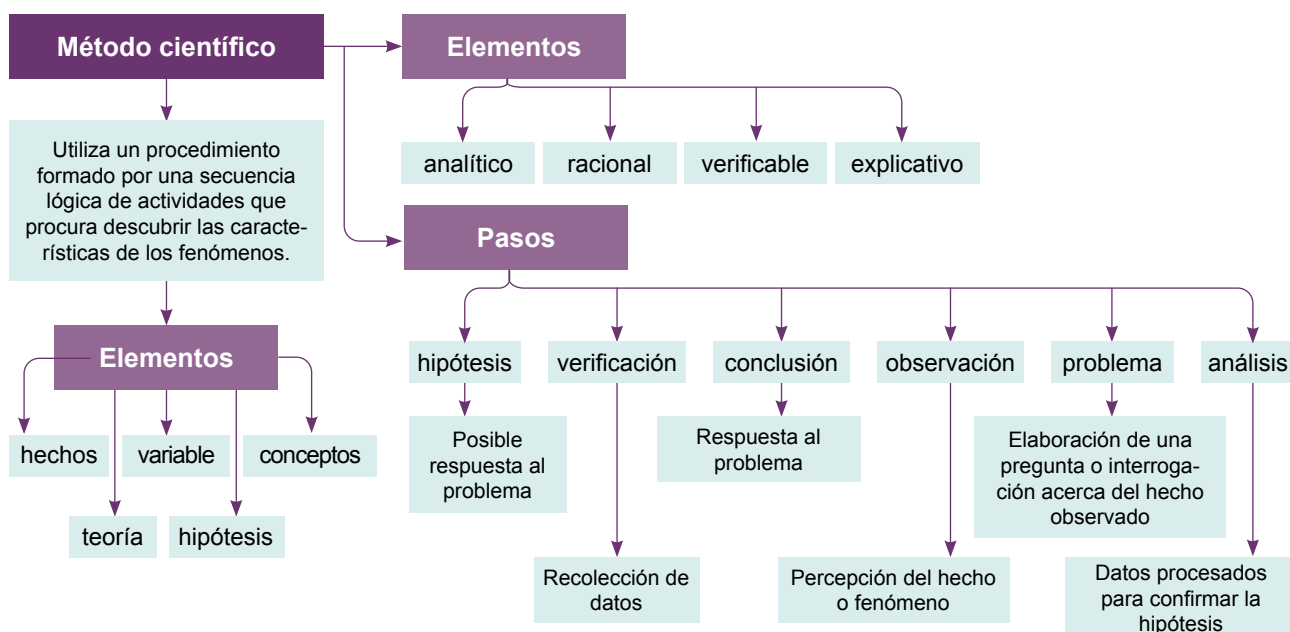 Método científico
Utiliza un procedimiento
formado por una secuencia
lógica de actividades que
procura descubrir las caracte-
rísticas de los fenómenos.
Elementos
hechos
variable
conceptos
teoría
hipótesis
Elementos
analítico
racional
verificable
explicativo
Pasos
hipótesis
verificación
conclusión
observación
problema
análisis
Posible
respuesta al
problema
Respuesta al
problema
Elaboración de una
pregunta o interroga-
ción acerca del hecho
observado
Recolección de
datos
Percepción del hecho
o fenómeno
Datos procesados
para confirmar la
hipótesis